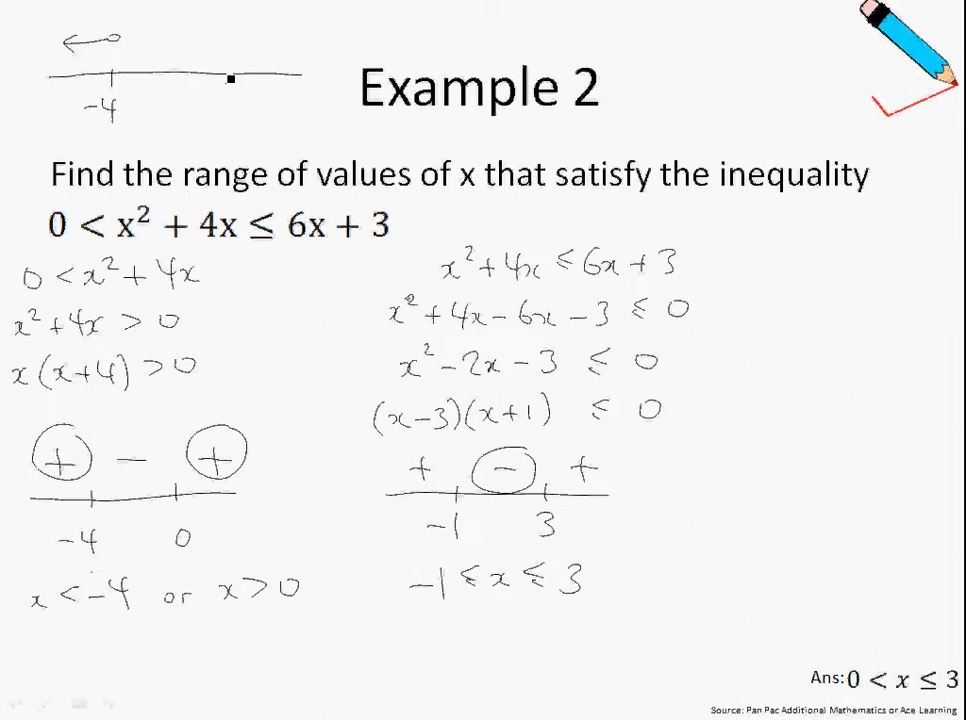 -4
Example 2
Find the range of values of x that satisfy the inequality
0 < x² + 4x ≤ 6x + 3
0 < x² + 4x
x² + 4x > 0
x(x+4) > 0
+ - +
-4 0
x < -4 or x > 0
x² + 4x ≤ 6x + 3
x² + 4x - 6x - 3 ≤ 0
x² - 2x - 3 ≤ 0
(x-3)(x+1) ≤ 0
+ - +
-1 3
-1 ≤ x ≤ 3
Ans: 0 < x ≤ 3
Source: Pan Pac Additional Mathematics or Ace Learning